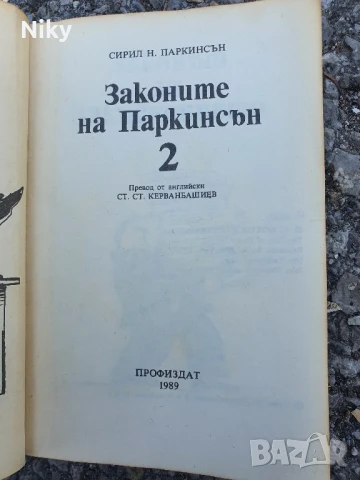 Niky
СИРИЛ Н. ПАРКИНСЪН
Законите
на Паркинсън
2
Превод от английски
СТ. СТ. КЕРВАНБАШИЕВ
ПРОФИЗДАТ
1989
BAZAR
bg